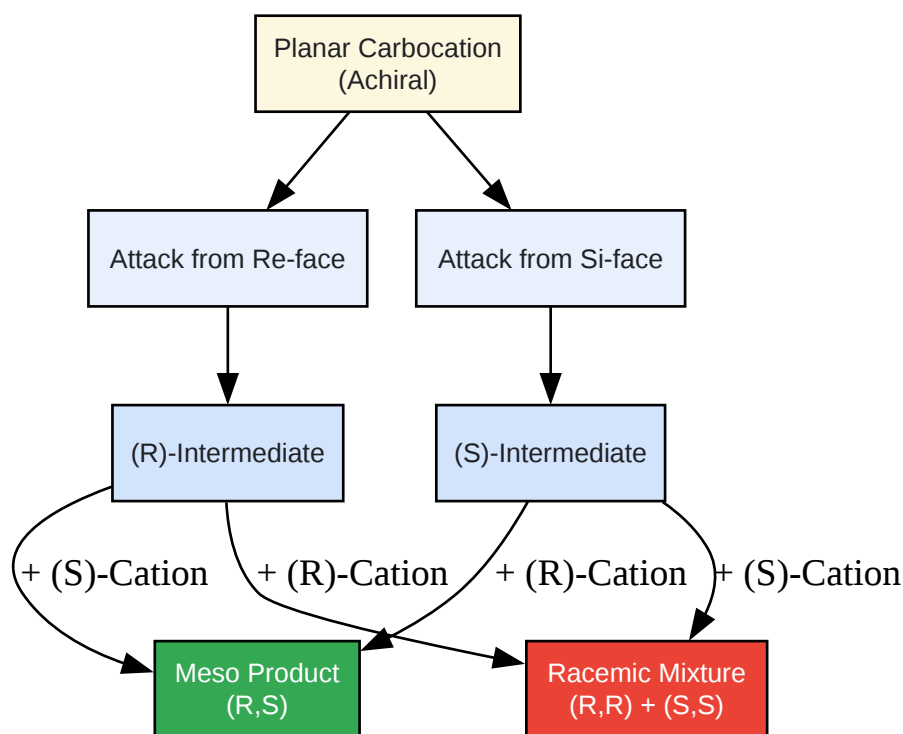 Planar Carbocation
(Achiral)
Attack from Re-face
Attack from Si-face
(R)-Intermediate
(S)-Intermediate
+ (S)-Cation
+ (R)-Cation
+ (R)-Cation
+ (S)-Cation
Meso Product
(R,S)
Racemic Mixture
(R,R) + (S,S)